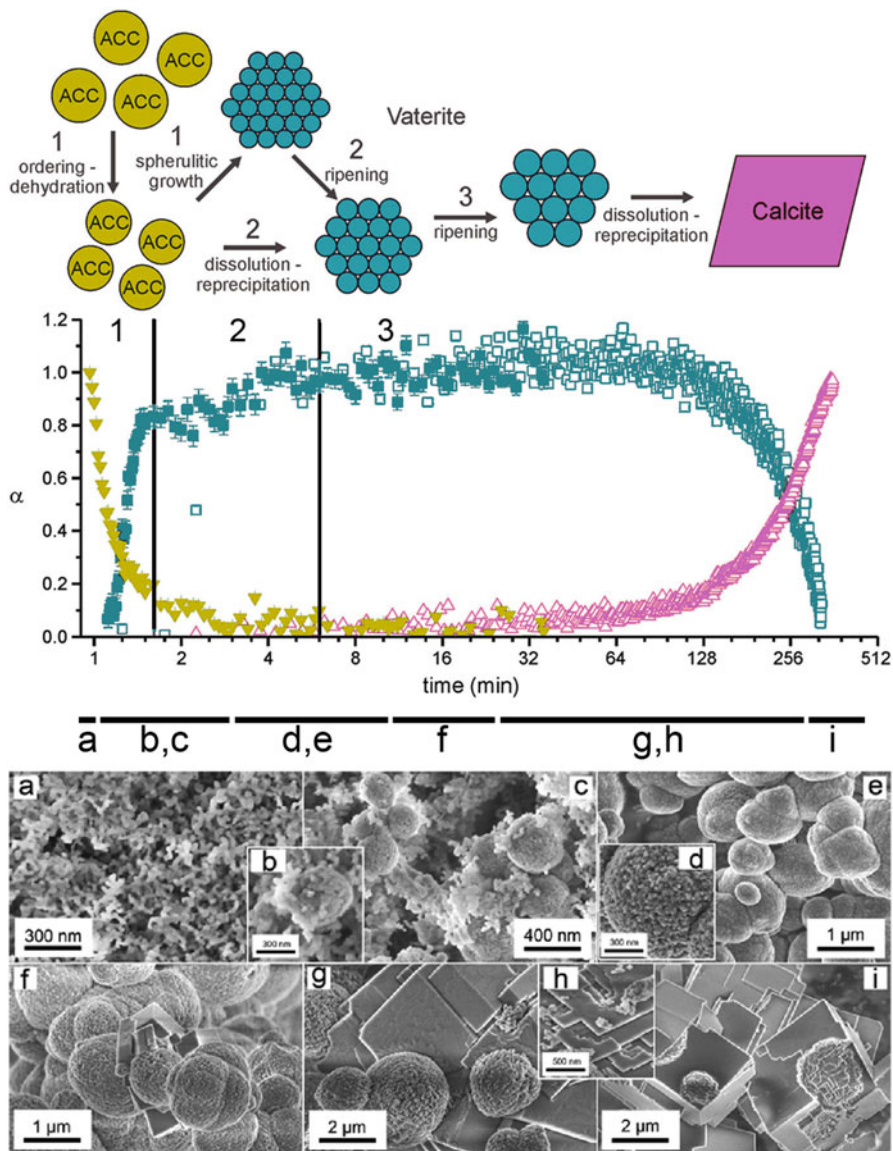 ACC
ACC
ACC
ACC
ACC
1
ordering -
dehydration
1
spherulitic
growth
Vaterite
2
ripening
3
ripening
dissolution -
reprecipitation
Calcite
ACC
ACC
ACC
ACC
2
dissolution -
reprecipitation
1 2 3
1.2
1.0
0.8
0.6
0.4
0.2
0.0
α
1 2 4 8 16 32 64 128 256 512
time (min)
a b,c d,e f g,h i
a c e
b d
300 nm 300 nm 400 nm 300 nm 1 µm
f g h i
500 nm
1 µm 2 µm 2 µm